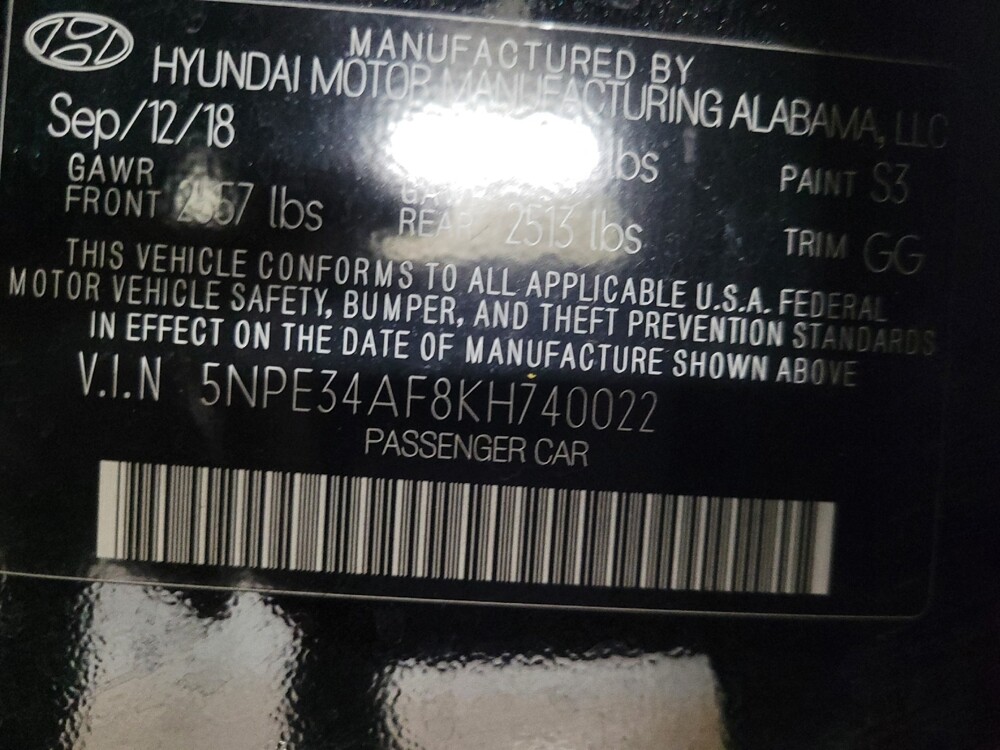 MANUFACTURED BY
HYUNDAI MOTOR MANUFACTURING ALABAMA, LLC
Sep/12/18 lbs PAINT S3
GAWR
FRONT lbs REAR 2513 lbs TRIM GG
THIS VEHICLE CONFORMS TO ALL APPLICABLE U.S.A. FEDERAL
MOTOR VEHICLE SAFETY, BUMPER, AND THEFT PREVENTION STANDARDS
IN EFFECT ON THE DATE OF MANUFACTURE SHOWN ABOVE
V.I.N 5NPE34AF8KH740022
PASSENGER CAR